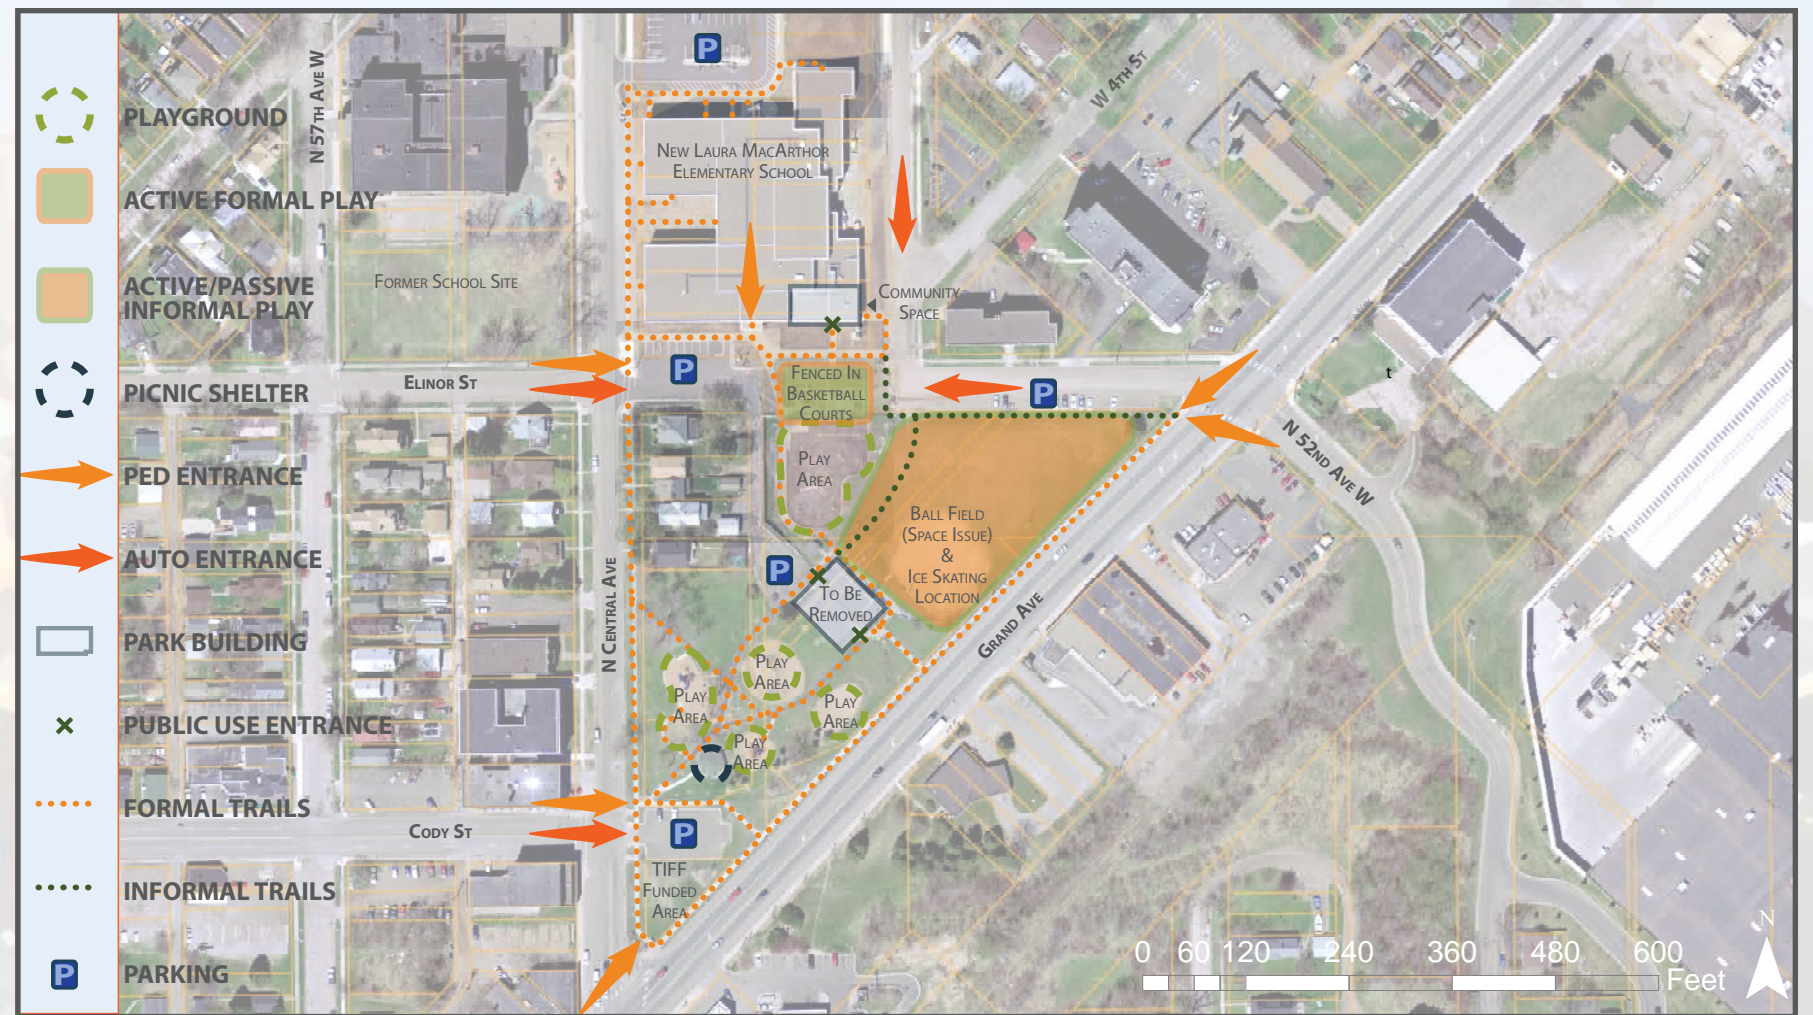 PLAYGROUND
ACTIVE FORMAL PLAY
ACTIVE/PASSIVE
INFORMAL PLAY
PICNIC SHELTER
PED ENTRANCE
AUTO ENTRANCE
PARK BUILDING
PUBLIC USE ENTRANCE
FORMAL TRAILS
INFORMAL TRAILS
P
PARKING
N 57TH AVE W
P
W 4TH ST
NEW LAURA MACARTHOR
ELEMENTARY SCHOOL
FORMER SCHOOL SITE
COMMUNITY
SPACE
ELINOR ST
P
FENCED IN
BASKETBALL
COURTS
P
t
N 52ND AVE W
PLAY
AREA
BALL FIELD
(SPACE ISSUE)
&
ICE SKATING
LOCATION
P
TO BE
REMOVED
N CENTRAL AVE
GRAND AVE
PLAY
AREA
PLAY
AREA
PLAY
AREA
PLAY
AREA
CODY ST
P
TIFF
FUNDED
AREA
0 60 120 240 360 480 600
Feet
N